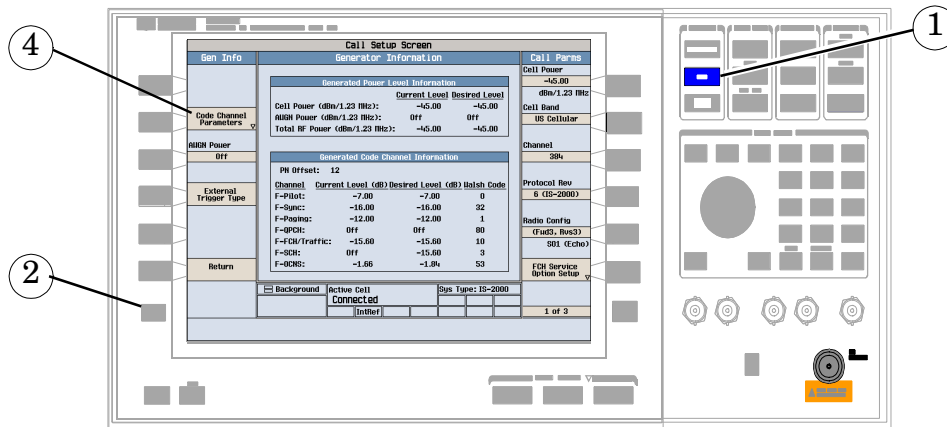 1
4
2
Call Setup Screen
Gen Info
Generator Information
Call Parms
Code Channel
Parameters
AWGN Power
Off
External
Trigger Type
Return
Generated Power Level Information
Current Level Desired Level
Cell Power (dBm/1.23 MHz): -45.00 -45.00
AWGN Power (dBm/1.23 MHz): Off Off
Total RF Power (dBm/1.23 MHz): -45.00 -45.00
Generated Code Channel Information
PN Offset: 12
Channel Current Level (dB) Desired Level (dB) Walsh Code
F-Pilot: -7.00 -7.00 0
F-Sync: -16.00 -16.00 32
F-Paging: -12.00 -12.00 1
F-QPCH: Off Off 80
F-FCH/Traffic: -15.60 -15.60 10
F-SCH: Off -15.60 3
F-OCNS: -1.66 -1.84 53
Background
Active Cell
Connected
Sys Type: IS-2000
IntRef
Cell Power
-45.00
dBm/1.23 MHz
Cell Band
US Cellular
Channel
384
Protocol Rev
6 (IS-2000)
Radio Config
(Fwd3, Rvs3)
SO1 (Echo)
FCH Service
Option Setup
1 of 3